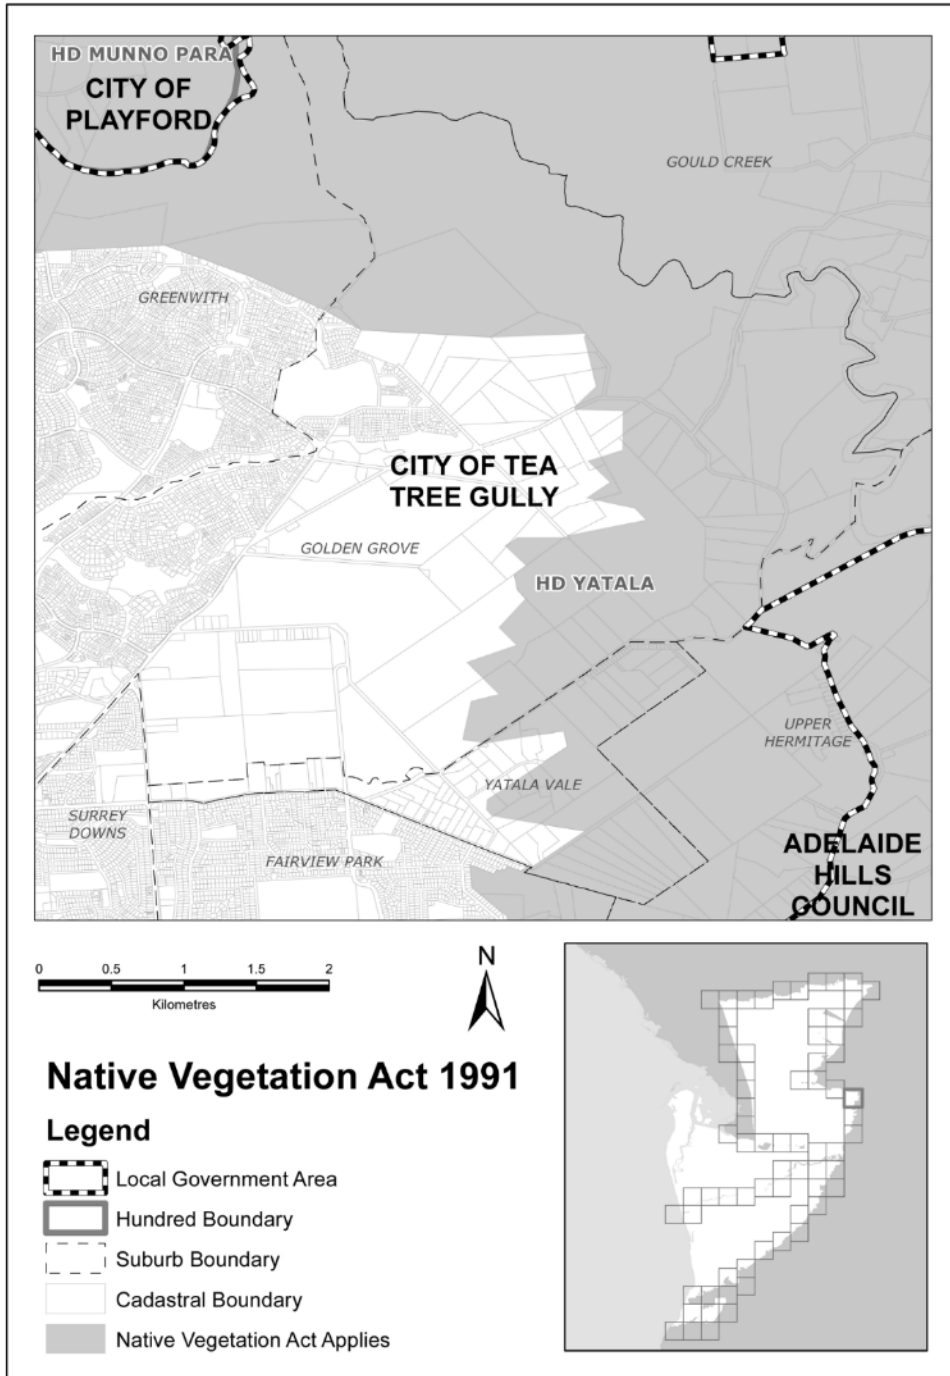 HD MUNNO PARA
CITY OF
PLAYFORD
GOULD CREEK
GREENWITH
CITY OF TEA
TREE GULLY
GOLDEN GROVE
HD YATALA
UPPER
HERMITAGE
YATALA VALE
SURREY
DOWNS
FAIRVIEW PARK
ADELAIDE
HILLS
COUNCIL
0 0.5 1 1.5 2
Kilometres
N
Native Vegetation Act 1991
Legend
Local Government Area
Hundred Boundary
Suburb Boundary
Cadastral Boundary
Native Vegetation Act Applies